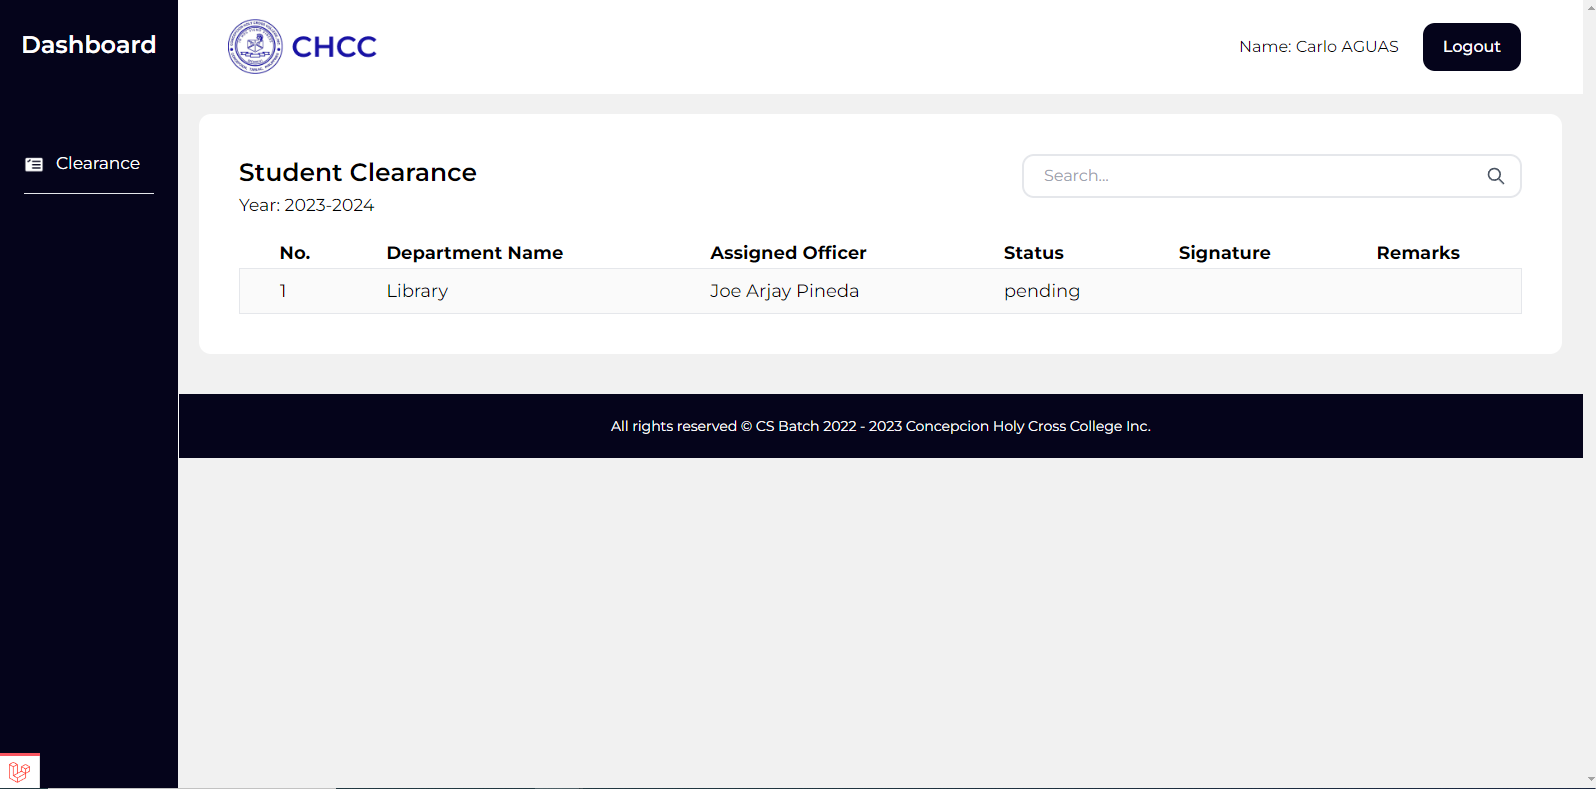 Dashboard
Clearance
CHCC
Name: Carlo AGUAS
Logout
Student Clearance
Year: 2023-2024
Search...
No. Department Name Assigned Officer Status Signature Remarks
1 Library Joe Arjay Pineda pending
All rights reserved © CS Batch 2022 - 2023 Concepcion Holy Cross College Inc.